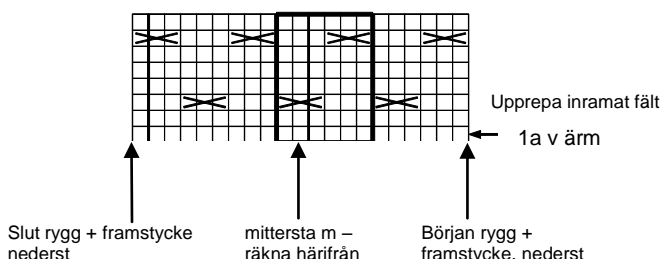 Upprepa inramat fält
1a v ärm
Slut rygg + framstycke
nederst
mittersta m –
räkna härifrån
Början rygg +
framstycke, nederst